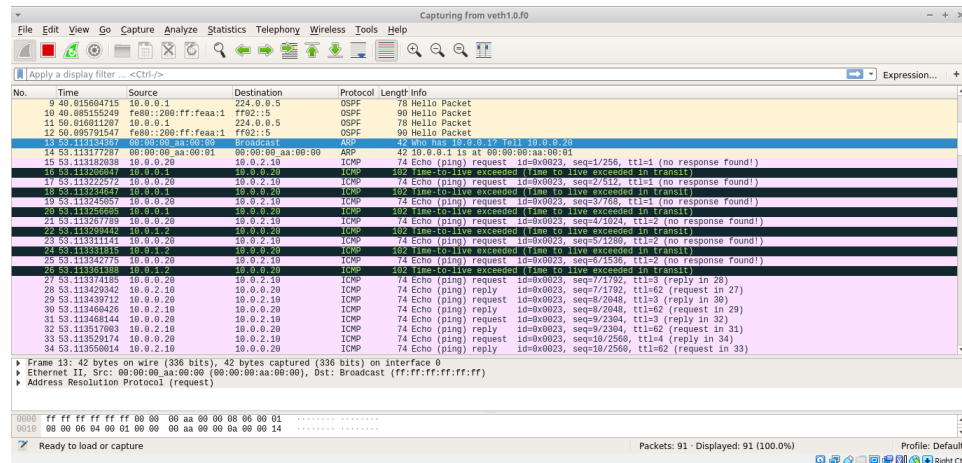 Capturing from veth1.0.f0
File Edit View Go Capture Analyze Statistics Telephony Wireless Tools Help
Apply a display filter ... <Ctrl-/> Expression... +
No. Time Source Destination Protocol Length Info
9 40.015604715 10.0.0.1 224.0.0.5 OSPF 78 Hello Packet
10 40.085155249 fe80::200:ff:feaa:1 ff02::5 OSPF 90 Hello Packet
11 50.016011207 10.0.0.1 224.0.0.5 OSPF 78 Hello Packet
12 50.095791547 fe80::200:ff:feaa:1 ff02::5 OSPF 90 Hello Packet
13 53.113134367 00:00:00_aa:00:00 Broadcast ARP 42 Who has 10.0.0.1? Tell 10.0.0.20
14 53.113177287 00:00:00_aa:00:01 00:00:00_aa:00:00 ARP 42 10.0.0.1 is at 00:00:00:aa:00:01
15 53.113182038 10.0.0.20 10.0.2.10 ICMP 74 Echo (ping) request id=0x0023, seq=1/256, ttl=1 (no response found!)
16 53.113206047 10.0.0.1 10.0.0.20 ICMP 102 Time-to-live exceeded (Time to live exceeded in transit)
17 53.113222572 10.0.0.20 10.0.2.10 ICMP 74 Echo (ping) request id=0x0023, seq=2/512, ttl=1 (no response found!)
18 53.113234647 10.0.0.1 10.0.0.20 ICMP 102 Time-to-live exceeded (Time to live exceeded in transit)
19 53.113245057 10.0.0.20 10.0.2.10 ICMP 74 Echo (ping) request id=0x0023, seq=3/768, ttl=1 (no response found!)
20 53.113256605 10.0.0.1 10.0.0.20 ICMP 102 Time-to-live exceeded (Time to live exceeded in transit)
21 53.113267789 10.0.0.20 10.0.2.10 ICMP 74 Echo (ping) request id=0x0023, seq=4/1024, ttl=2 (no response found!)
22 53.113299442 10.0.1.2 10.0.0.20 ICMP 102 Time-to-live exceeded (Time to live exceeded in transit)
23 53.113311141 10.0.0.20 10.0.2.10 ICMP 74 Echo (ping) request id=0x0023, seq=5/1280, ttl=2 (no response found!)
24 53.113331815 10.0.1.2 10.0.0.20 ICMP 102 Time-to-live exceeded (Time to live exceeded in transit)
25 53.113342775 10.0.0.20 10.0.2.10 ICMP 74 Echo (ping) request id=0x0023, seq=6/1536, ttl=2 (no response found!)
26 53.113361388 10.0.1.2 10.0.0.20 ICMP 102 Time-to-live exceeded (Time to live exceeded in transit)
27 53.113374185 10.0.0.20 10.0.2.10 ICMP 74 Echo (ping) request id=0x0023, seq=7/1792, ttl=3 (reply in 28)
28 53.113429342 10.0.2.10 10.0.0.20 ICMP 74 Echo (ping) reply id=0x0023, seq=7/1792, ttl=62 (request in 27)
29 53.113439712 10.0.0.20 10.0.2.10 ICMP 74 Echo (ping) request id=0x0023, seq=8/2048, ttl=3 (reply in 30)
30 53.113460426 10.0.2.10 10.0.0.20 ICMP 74 Echo (ping) reply id=0x0023, seq=8/2048, ttl=62 (request in 29)
31 53.113468144 10.0.0.20 10.0.2.10 ICMP 74 Echo (ping) request id=0x0023, seq=9/2304, ttl=3 (reply in 32)
32 53.113517003 10.0.2.10 10.0.0.20 ICMP 74 Echo (ping) reply id=0x0023, seq=9/2304, ttl=62 (request in 31)
33 53.113529174 10.0.0.20 10.0.2.10 ICMP 74 Echo (ping) request id=0x0023, seq=10/2560, ttl=4 (reply in 34)
34 53.113550014 10.0.2.10 10.0.0.20 ICMP 74 Echo (ping) reply id=0x0023, seq=10/2560, ttl=62 (request in 33)
Frame 13: 42 bytes on wire (336 bits), 42 bytes captured (336 bits) on interface 0
Ethernet II, Src: 00:00:00_aa:00:00 (00:00:00:aa:00:00), Dst: Broadcast (ff:ff:ff:ff:ff:ff)
Address Resolution Protocol (request)
0000 ff ff ff ff ff ff 00 00 00 aa 00 00 08 06 00 01 ........ ........
0010 08 00 06 04 00 01 00 00 00 aa 00 00 0a 00 00 14 ........ ........
Ready to load or capture Packets: 91 · Displayed: 91 (100.0%) Profile: Default
Right Ct